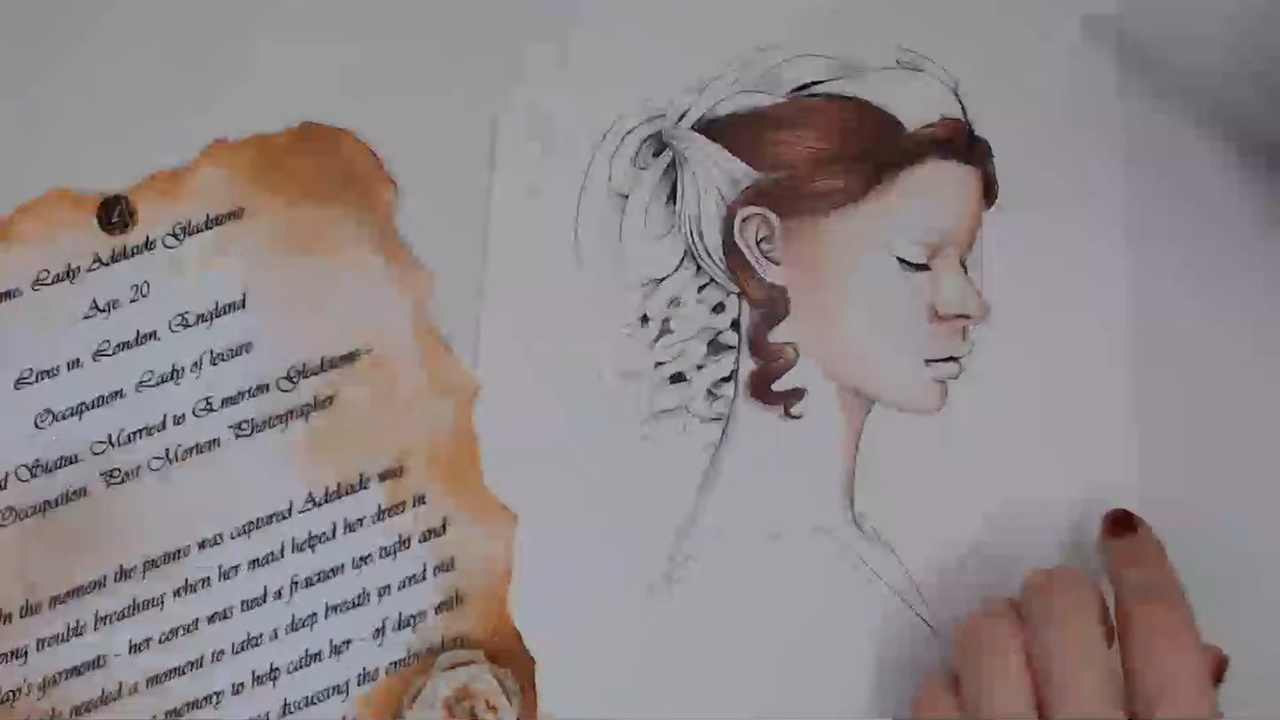 Lady Adelaide Gladstone
Age. 20
Lives in. London, England
Occupation. Lady of leisure
Status. Married to Emerton Gladstone-
Occupation. Post Mortem Photographer
In the moment the picture was captured Adelaide was
trouble breathing when her maid helped her dress in
day's garments - her corset was tied a fraction too tight and
needed a moment to take a deep breath in and out
memory to help calm her - of days with
discussing the